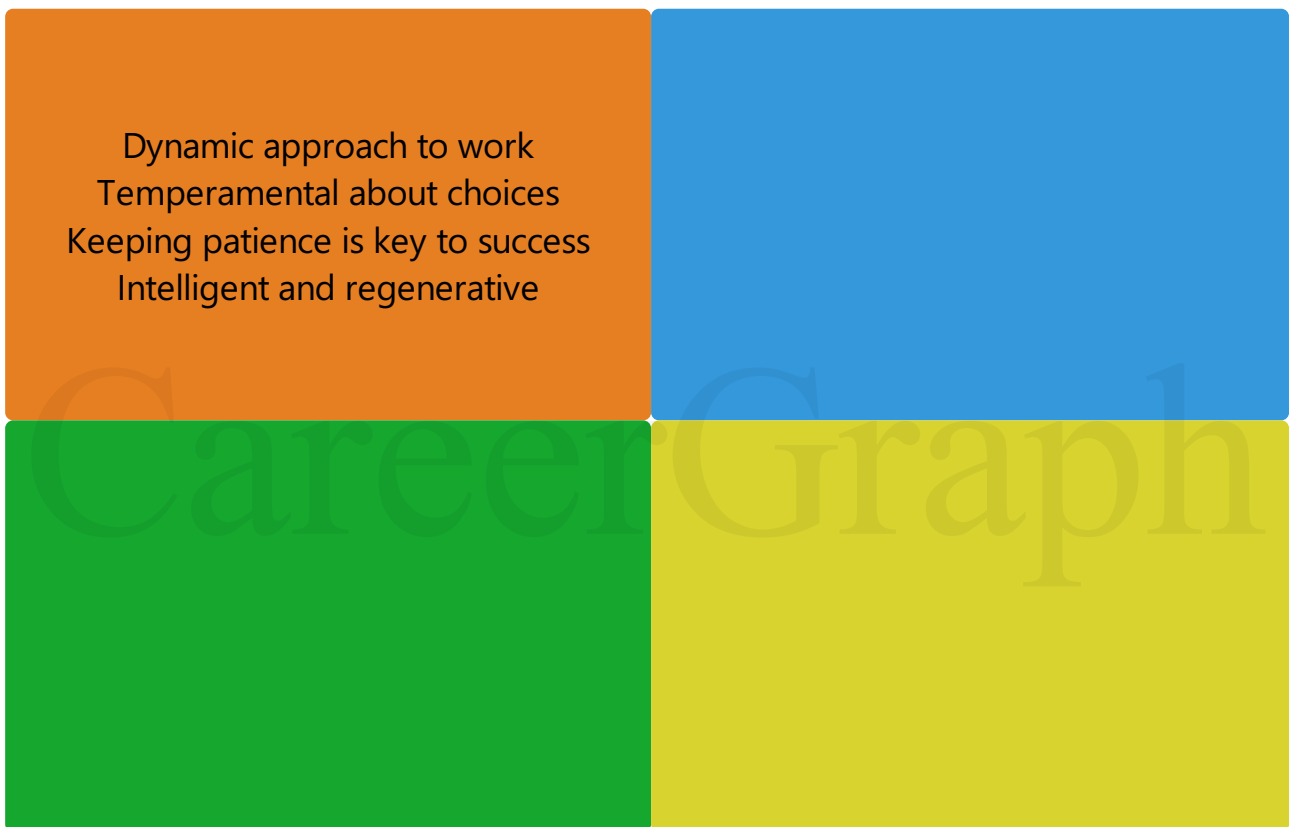 Dynamic approach to work
Temperamental about choices
Keeping patience is key to success
Intelligent and regenerative
CareerGraph